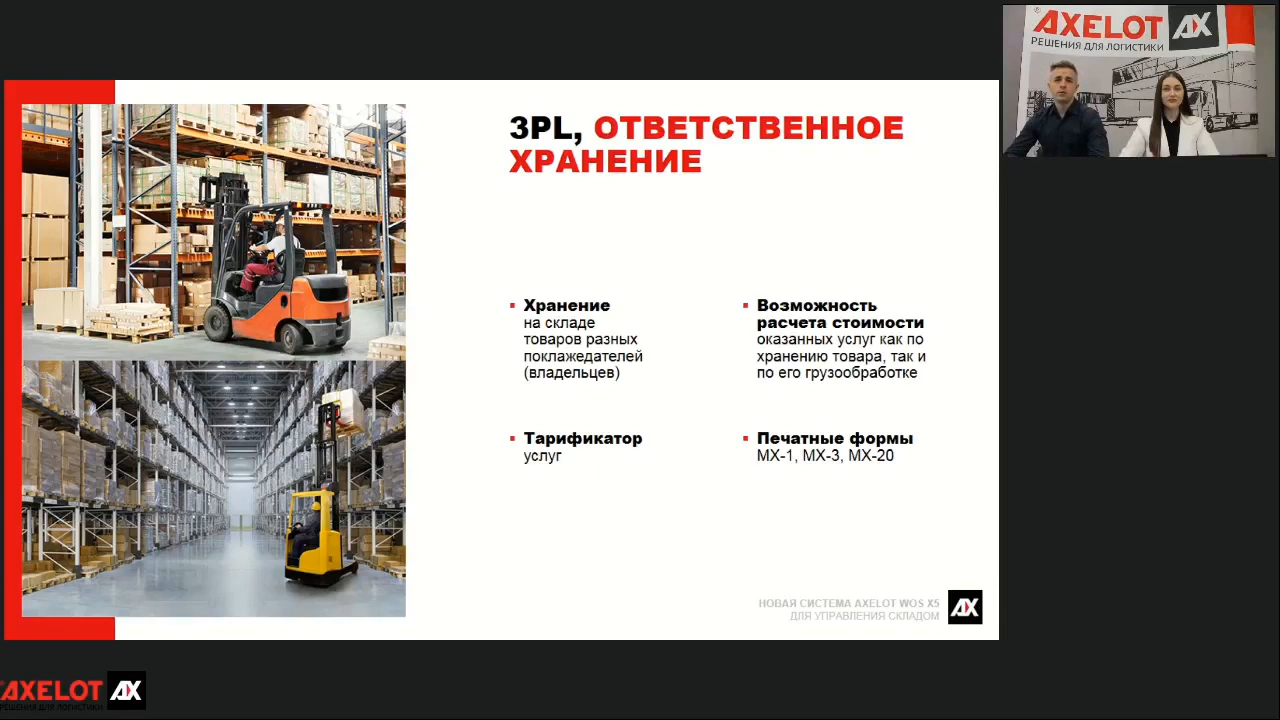 AXELOT
РЕШЕНИЯ ДЛЯ ЛОГИСТИКИ
3PL, ОТВЕТСТВЕННОЕ
ХРАНЕНИЕ
▪ Хранение
на складе
товаров разных
поклажедателей
(владельцев)
▪ Возможность
расчета стоимости
оказанных услуг как по
хранению товара, так и
по его грузообработке
▪ Тарификатор
услуг
▪ Печатные формы
МХ-1, МХ-3, МХ-20
НОВАЯ СИСТЕМА AXELOT WOS X5
ДЛЯ УПРАВЛЕНИЯ СКЛАДОМ
AX
AXELOT AX
РЕШЕНИЯ ДЛЯ ЛОГИСТИКИ